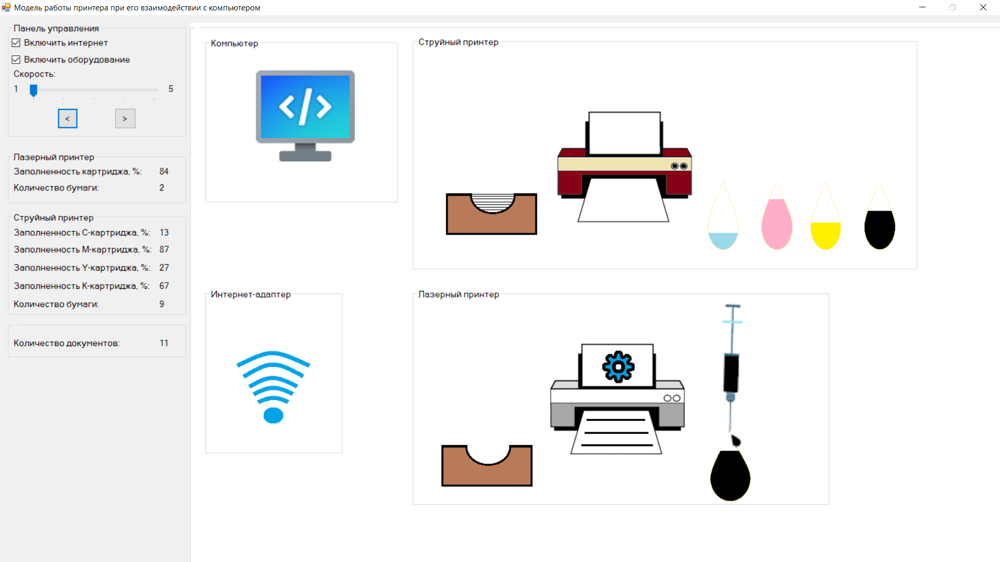 Модель работы принтера при его взаимодействии с компьютером
Панель управления
Включить интернет
Включить оборудование
Скорость:
1 5
< >
Лазерный принтер
Заполненность картриджа, %: 84
Количество бумаги: 2
Струйный принтер
Заполненность C-картриджа, %: 13
Заполненность M-картриджа, %: 87
Заполненность Y-картриджа, %: 27
Заполненность K-картриджа, %: 67
Количество бумаги: 9
Количество документов: 11
Компьютер
</>
Струйный принтер
Интернет-адаптер
Лазерный принтер